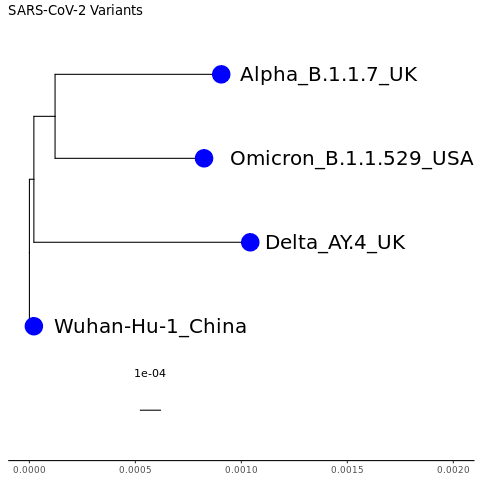 SARS-CoV-2 Variants
Alpha_B.1.1.7_UK
Omicron_B.1.1.529_USA
Delta_AY.4_UK
Wuhan-Hu-1_China
1e-04
0.0000 0.0005 0.0010 0.0015 0.0020